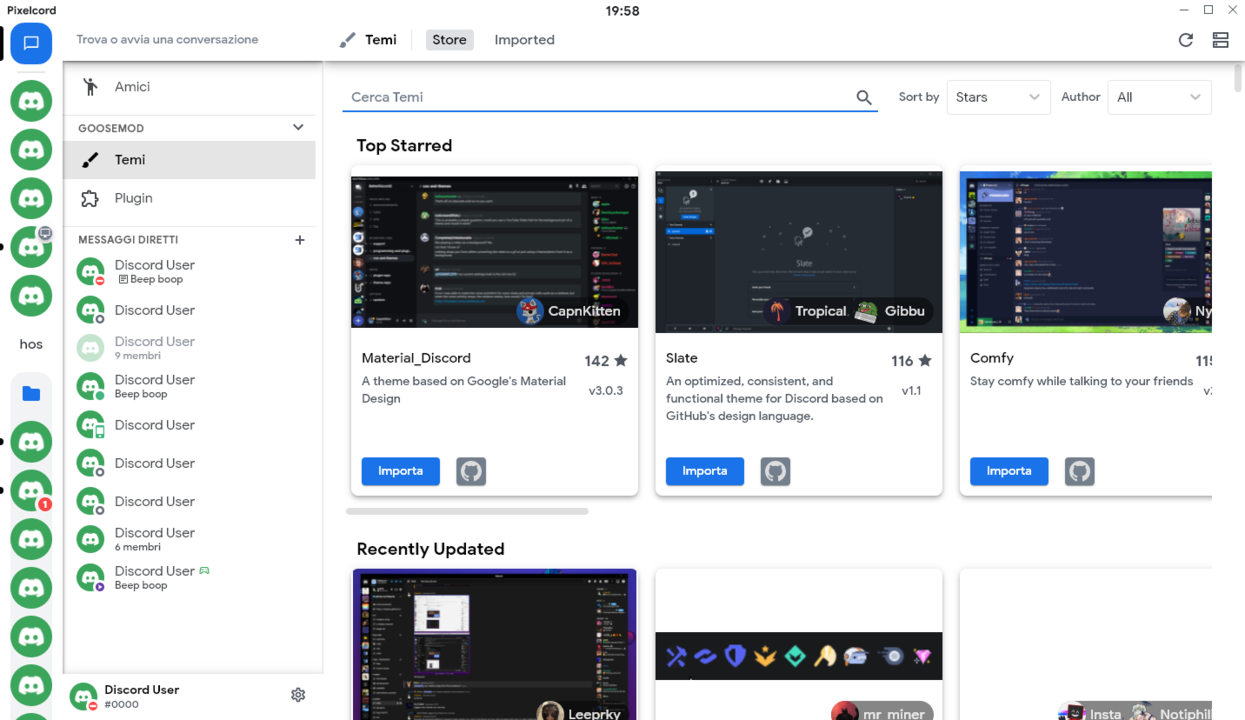 Pixelcord
19:58
Trova o avvia una conversazione
Temi
Store
Imported
Amici
GOOSEMOD
Temi
Plugin
MESSAGGI DIRETTI
Discord User
Beep boop
Discord User
Discord User
9 membri
Discord User
Beep boop
Discord User
Discord User
Discord User
Discord User
6 membri
Discord User
Beep boop
Discord User
#0000
hos
1
Cerca Temi
Sort by
Stars
Author
All
Top Starred
CapnKitten
Material_Discord
142
A theme based on Google's Material
Design
v3.0.3
Importa
Slate
Tropical
Gibbu
Slate
116
An optimized, consistent, and
functional theme for Discord based on
GitHub's design language.
v1.1
Importa
Ny
Comfy
115
Stay comfy while talking to your friends
Importa
Recently Updated
Leeprky
mr_miner
Insta
Notiphil